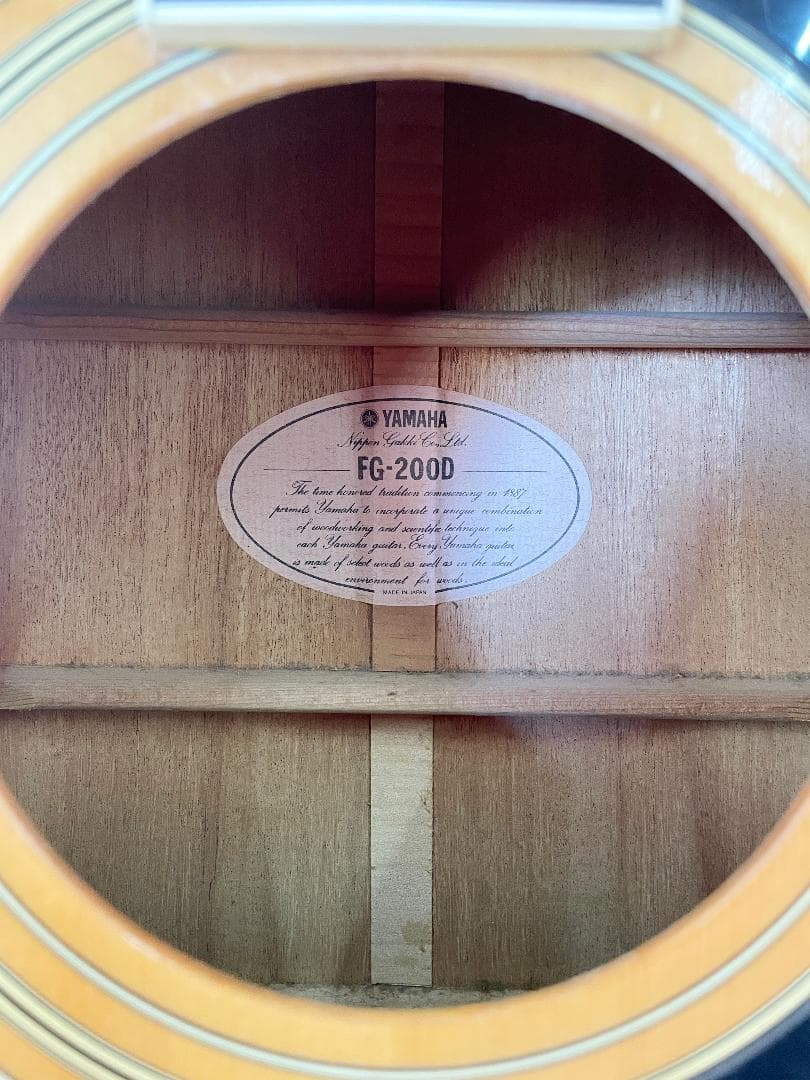 YAMAHA
Nippon Gakki Co., Ltd.
FG-200D
The time honored tradition commencing in 1887
permits Yamaha to incorporate a unique combination
of woodworking and scientific technique into
each Yamaha guitar. Every Yamaha guitar
is made of select woods as well as in the ideal
environment for woods.
MADE IN JAPAN